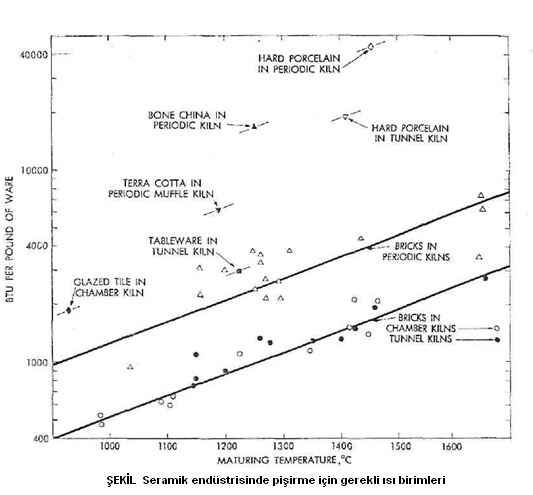 40000
10000
4000
1000
400
BTU PER POUND OF WARE
HARD PORCELAIN
IN PERIODIC KILN
BONE CHINA IN
PERIODIC KILN
HARD PORCELAIN
IN TUNNEL KILN
TERRA COTTA IN
PERIODIC MUFFLE KILN
TABLEWARE IN
TUNNEL KILN
BRICKS IN
PERIODIC KILNS
GLAZED TILE IN
CHAMBER KILN
BRICKS IN
CHAMBER KILNS
TUNNEL KILNS
1000 1100 1200 1300 1400 1500 1600
MATURING TEMPERATURE, °C
ŞEKİL Seramik endüstrisinde pişirme için gerekli ısı birimleri